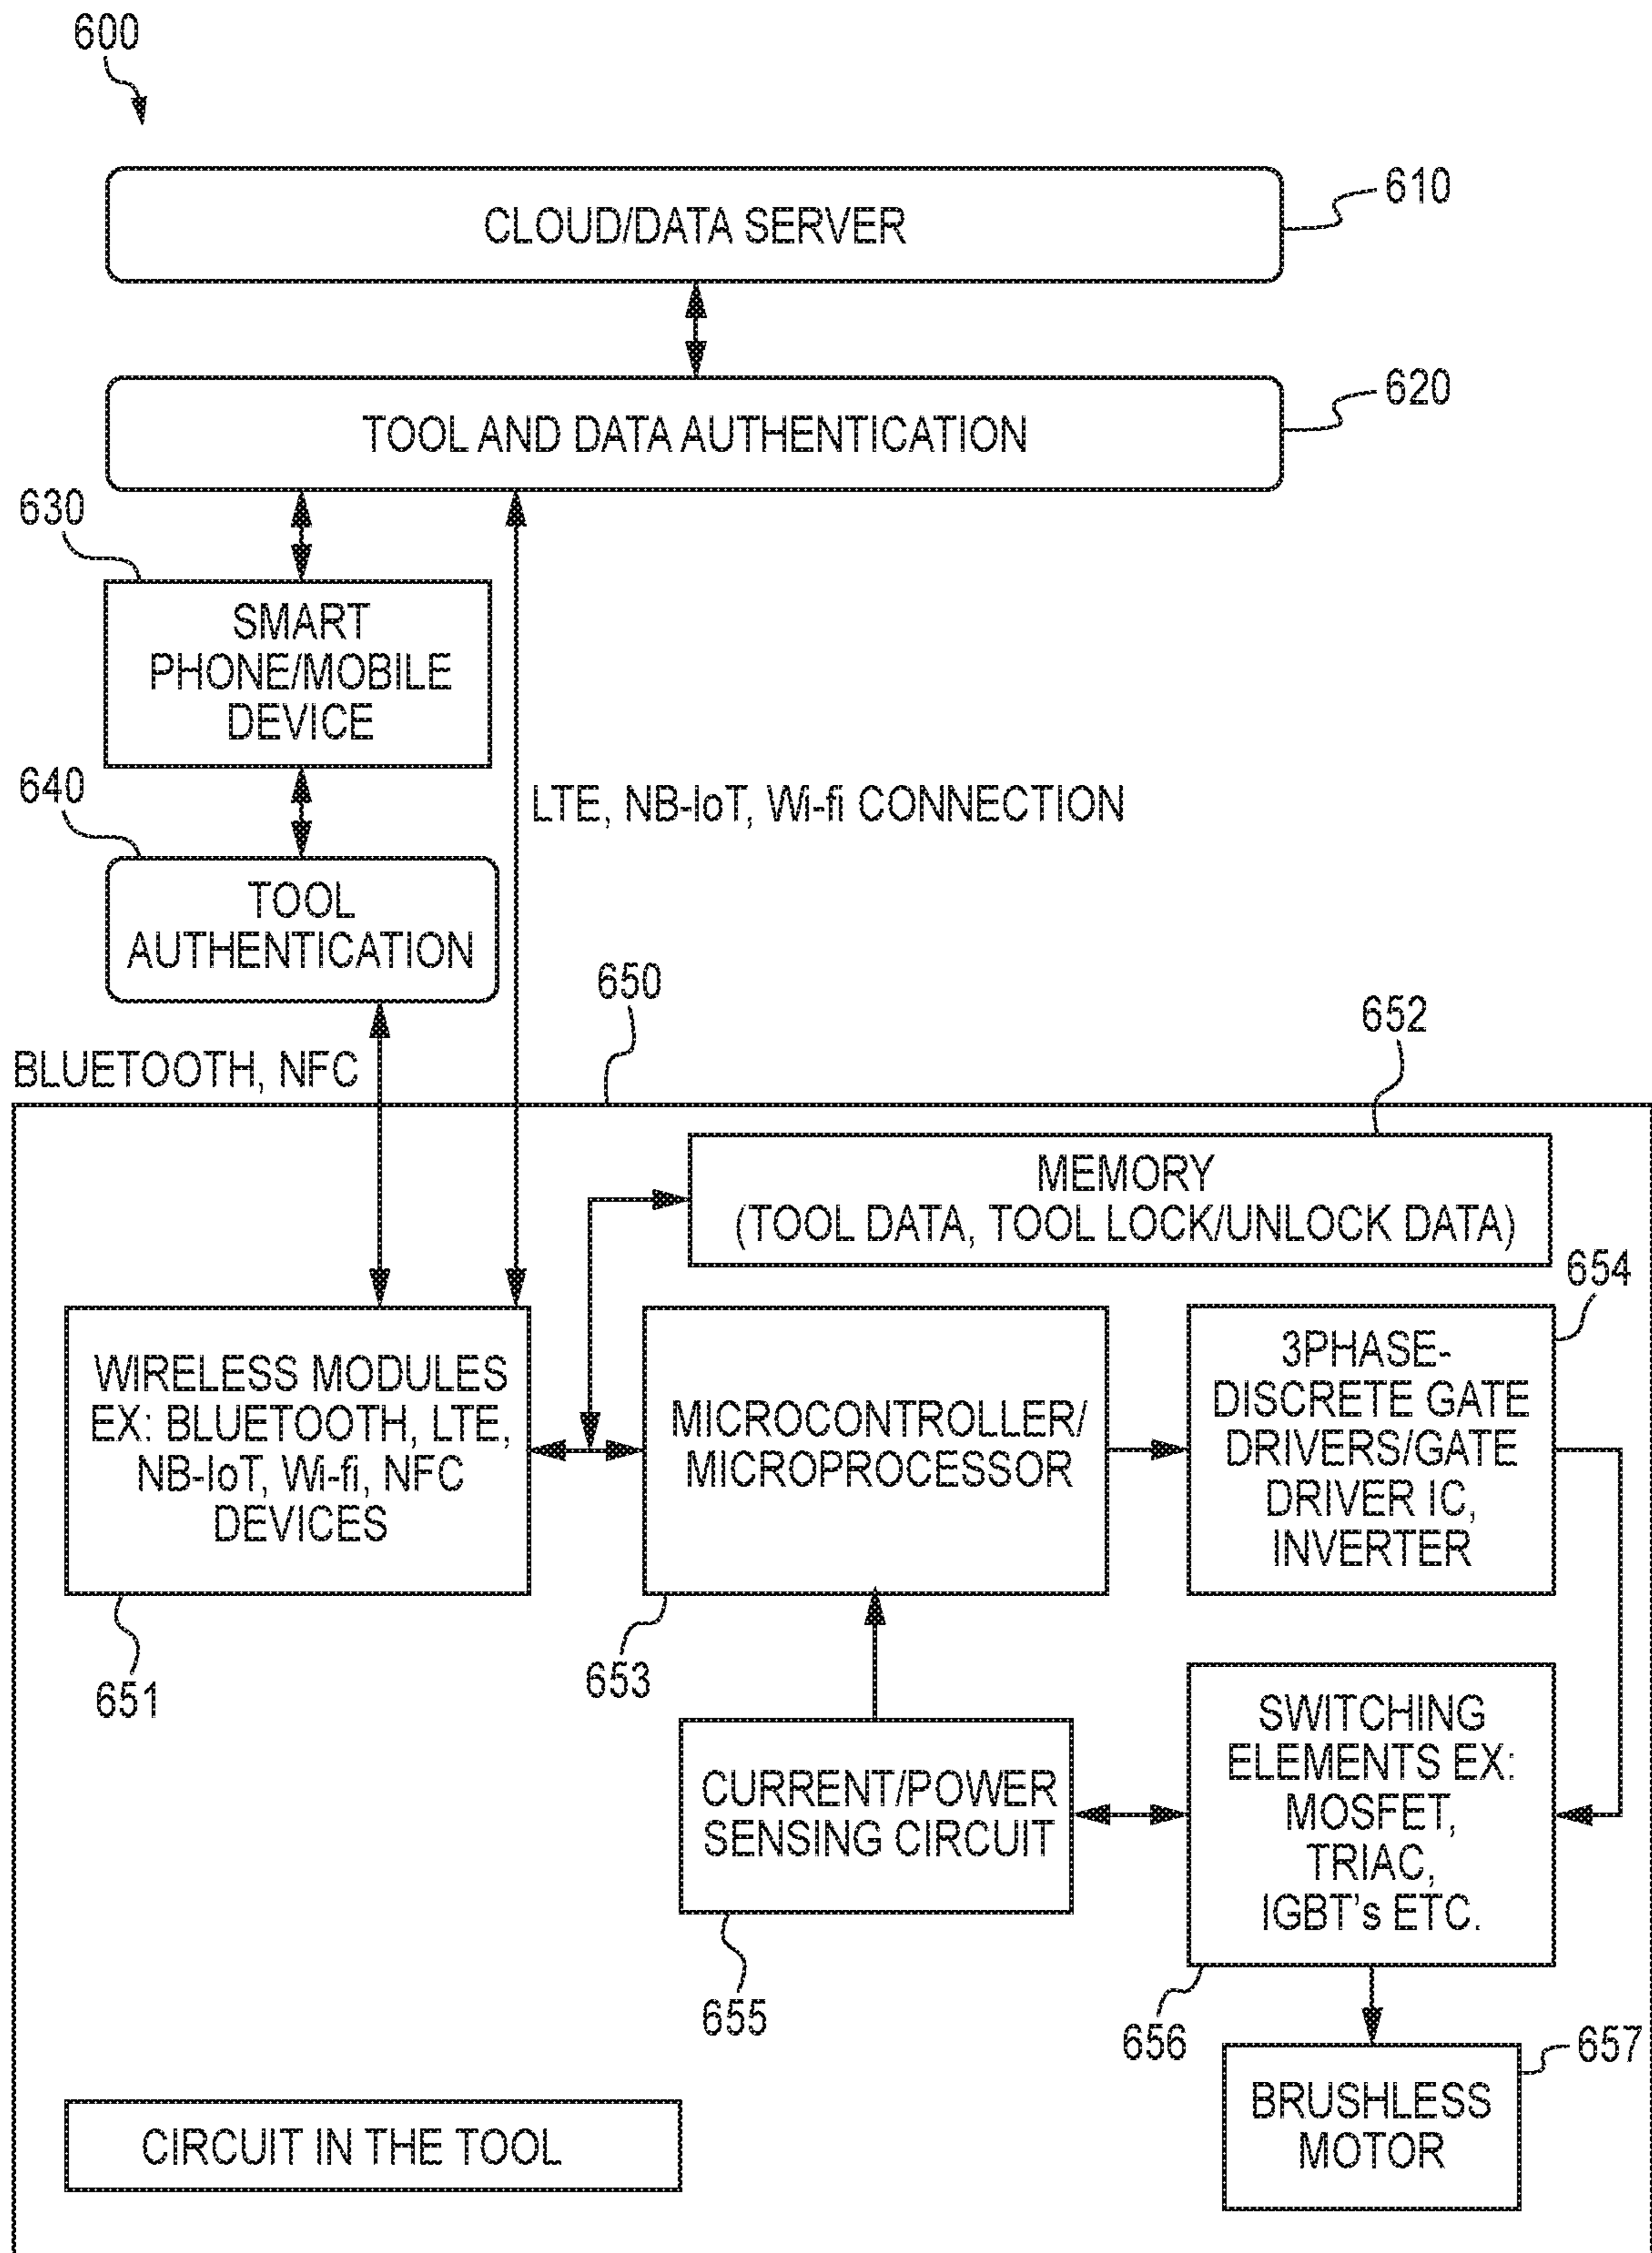 600
CLOUD/DATA SERVER
610
TOOL AND DATA AUTHENTICATION
620
630
SMART
PHONE/MOBILE
DEVICE
640
LTE, NB-IoT, Wi-fi CONNECTION
TOOL
AUTHENTICATION
650
652
BLUETOOTH, NFC
MEMORY
(TOOL DATA, TOOL LOCK/UNLOCK DATA)
654
WIRELESS MODULES
EX: BLUETOOTH, LTE,
NB-IoT, Wi-fi, NFC
DEVICES
651
MICROCONTROLLER/
MICROPROCESSOR
653
3PHASE-
DISCRETE GATE
DRIVERS/GATE
DRIVER IC,
INVERTER
CURRENT/POWER
SENSING CIRCUIT
655
SWITCHING
ELEMENTS EX:
MOSFET,
TRIAC,
IGBT's ETC.
656
657
BRUSHLESS
MOTOR
CIRCUIT IN THE TOOL